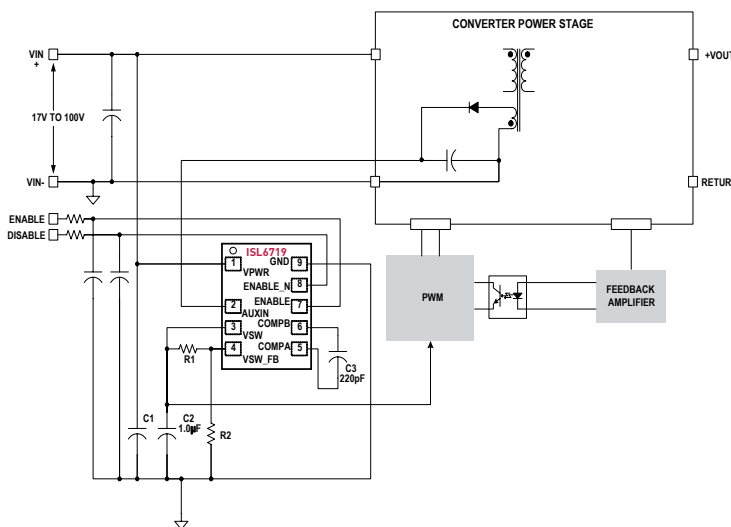 CONVERTER POWER STAGE
VIN
+
+VOUT
17V TO 100V
VIN-
RETUR
ENABLE
DISABLE
ISL6719
1
GND
9
VPWR
ENABLE_N
8
2
ENABLE
7
AUXIN
3
COMPB
6
VSW
4
COMPA
5
VSW_FB
R1
C3
220pF
PWM
FEEDBACK
AMPLIFIER
C1
C2
1.0µF
R2